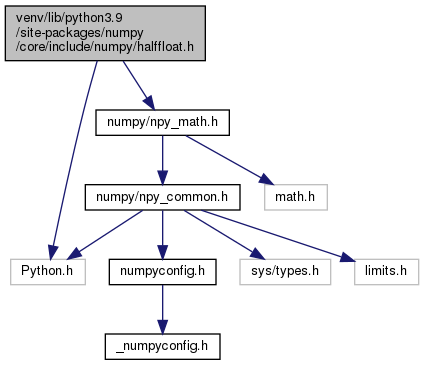 venv/lib/python3.9
/site-packages/numpy
/core/include/numpy/halffloat.h
numpy/npy_math.h
numpy/npy_common.h
math.h
Python.h
numpyconfig.h
sys/types.h
limits.h
_numpyconfig.h